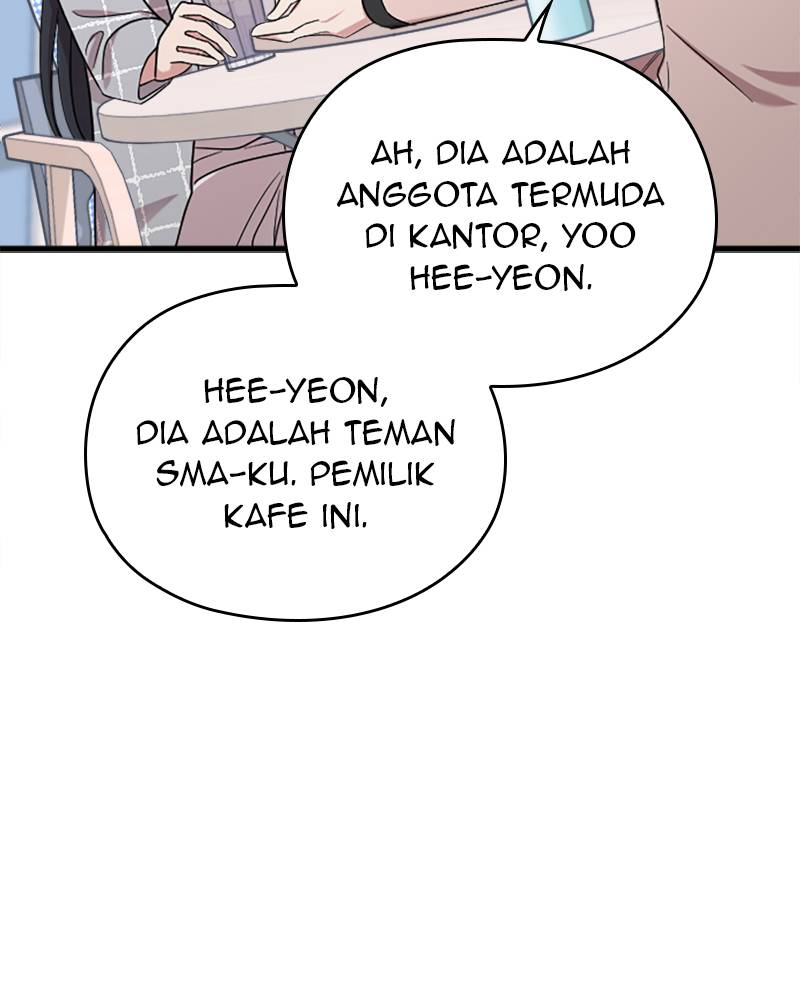 AH, DIA ADALAH
ANGGOTA TERMUDA
DI KANTOR, YOO
HEE-YEON.
HEE-YEON,
DIA ADALAH TEMAN
SMA-KU. PEMILIK
KAFE INI.